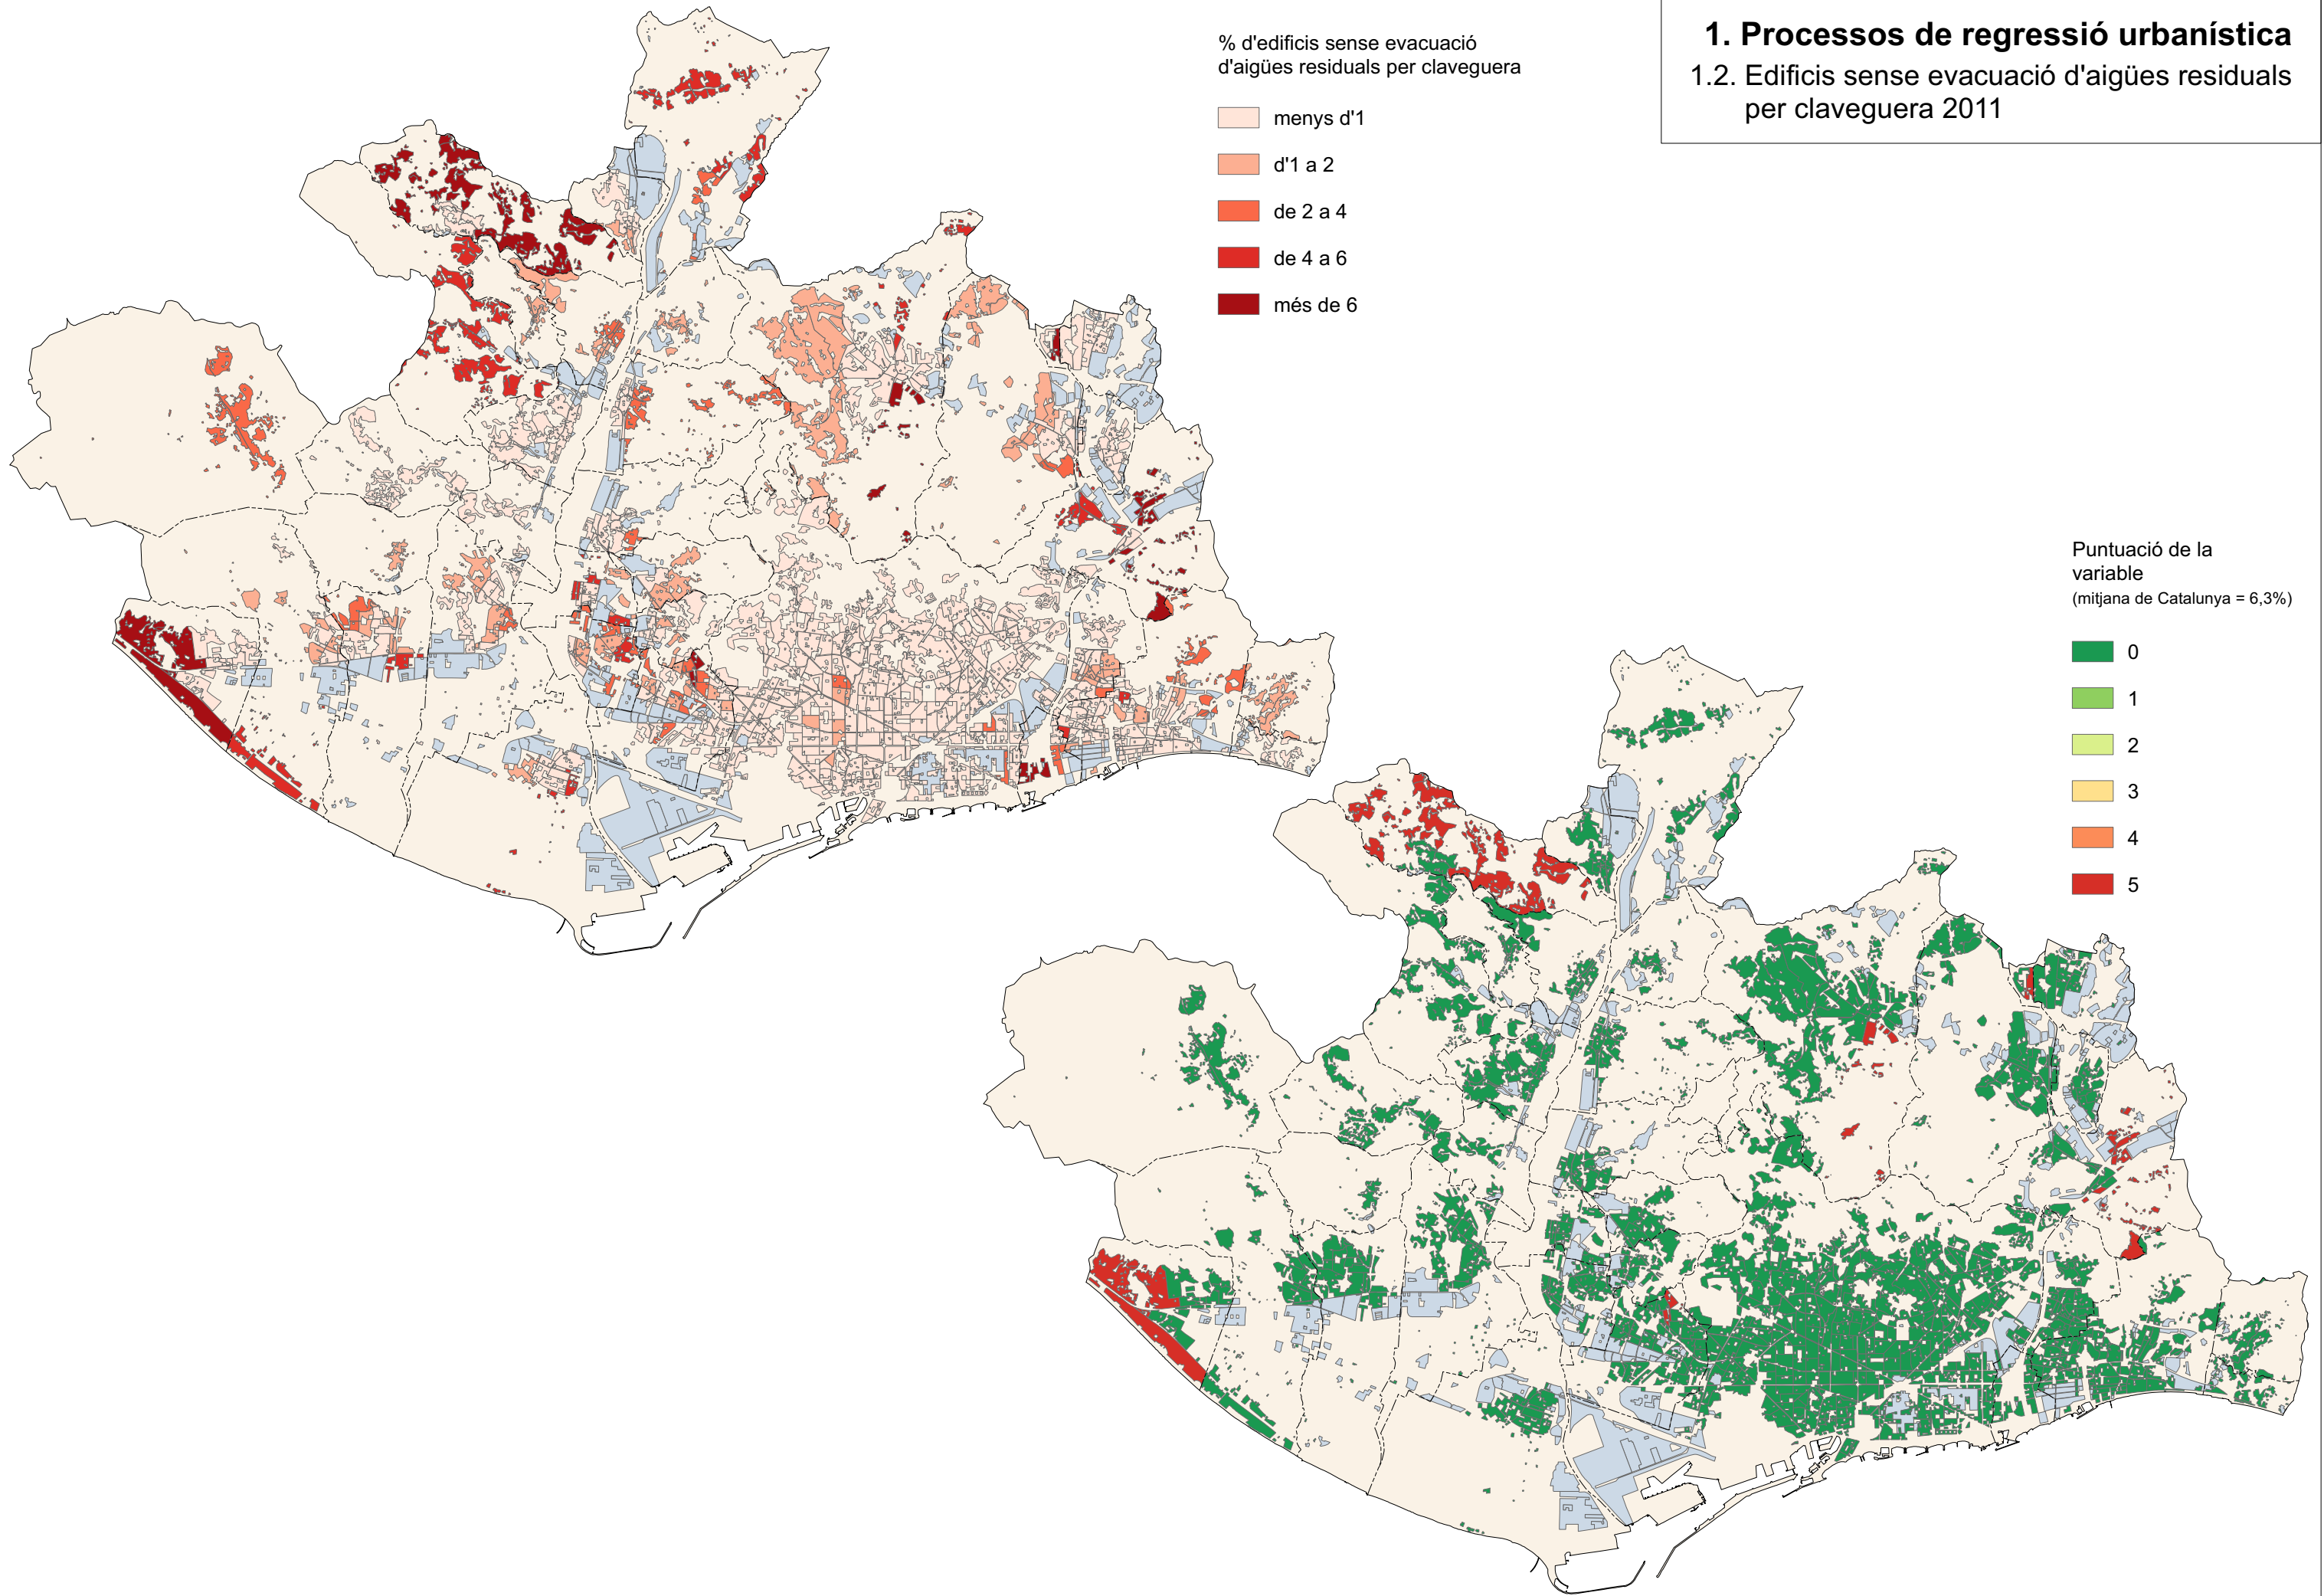 1. Processos de regressió urbanística
1.2. Edificis sense evacuació d'aigües residuals
per claveguera 2011
% d'edificis sense evacuació
d'aigües residuals per claveguera
menys d'1
d'1 a 2
de 2 a 4
de 4 a 6
més de 6
Puntuació de la
variable
(mitjana de Catalunya = 6,3%)
0
1
2
3
4
5